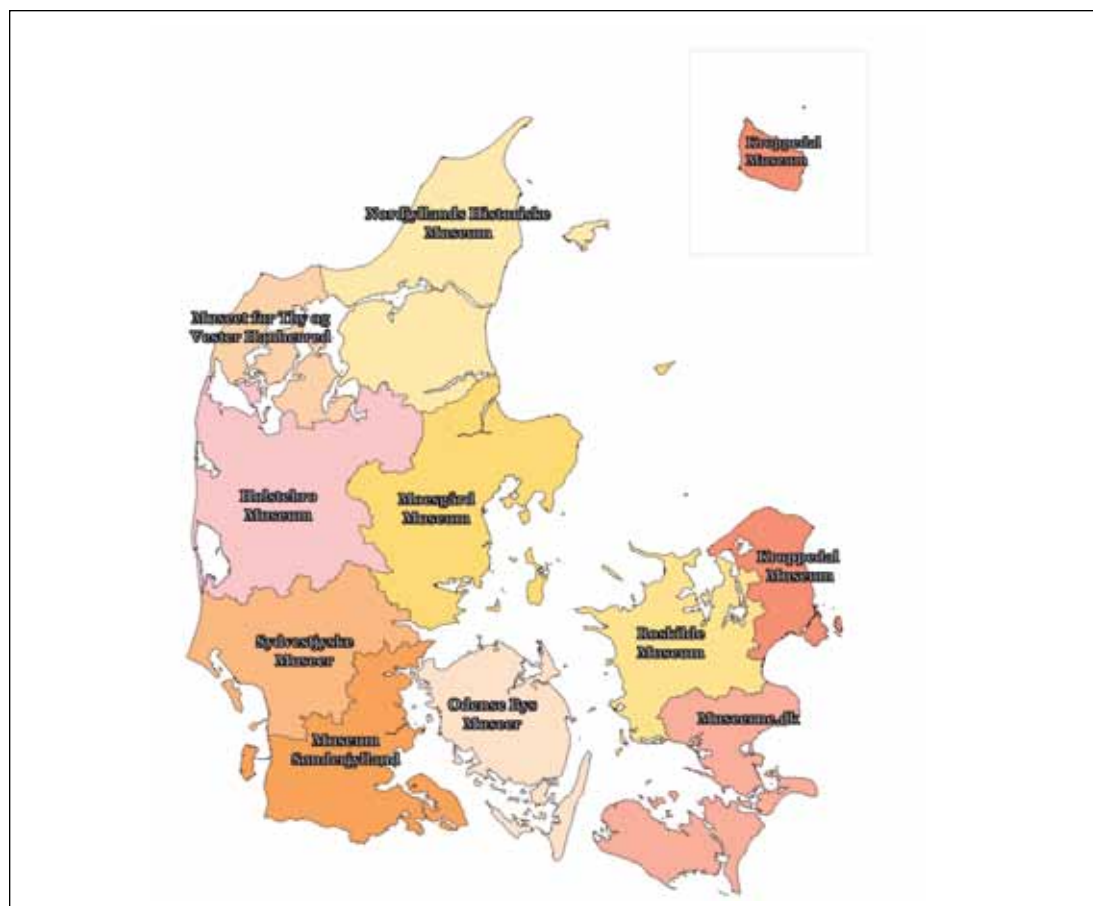 Kroppedal
Museum
Nordjyllands Historiske
Museum
Museet for Thy og
Vester Hanherred
Holstebro
Museum
Moesgård
Museum
Kroppedal
Museum
Roskilde
Museum
Sydvestjyske
Museer
Odense Bys
Museer
Museerne.dk
Museum
Sønderjylland